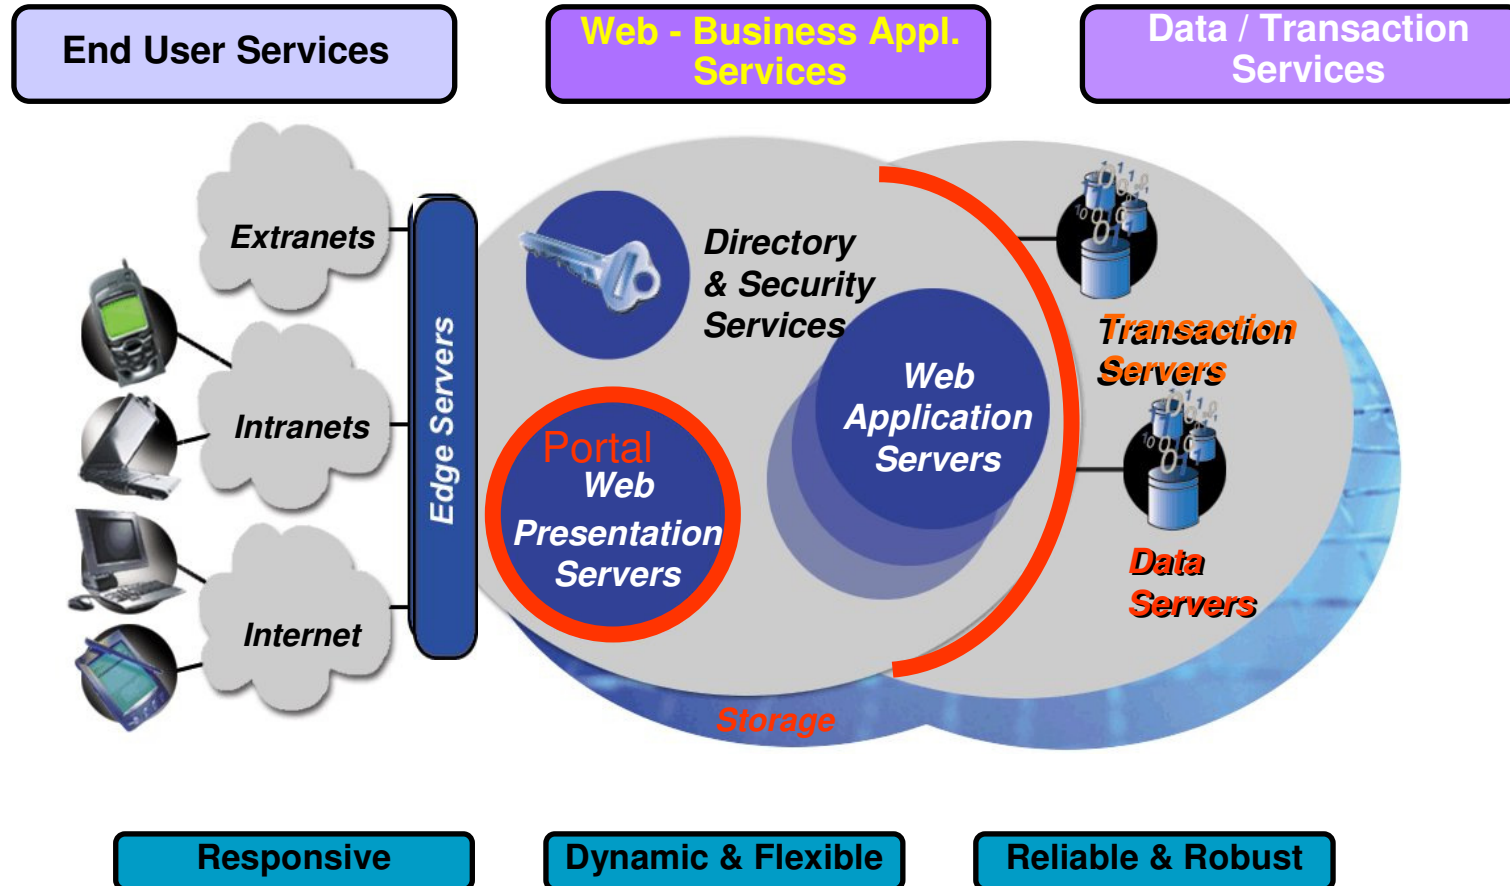 End User Services
Web - Business Appl.
Services
Data / Transaction
Services
Extranets
Intranets
Internet
Edge Servers
Directory
& Security
Services
Portal
Web
Presentation
Servers
Web
Application
Servers
Transaction
Servers
Data
Servers
Storage
Responsive
Dynamic & Flexible
Reliable & Robust